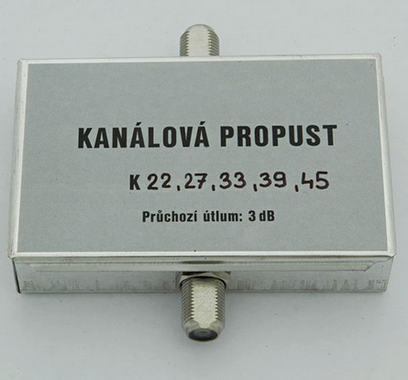 KANÁLOVÁ PROPUST
K 22,27,33,39,45
Průchozí útlum: 3 dB